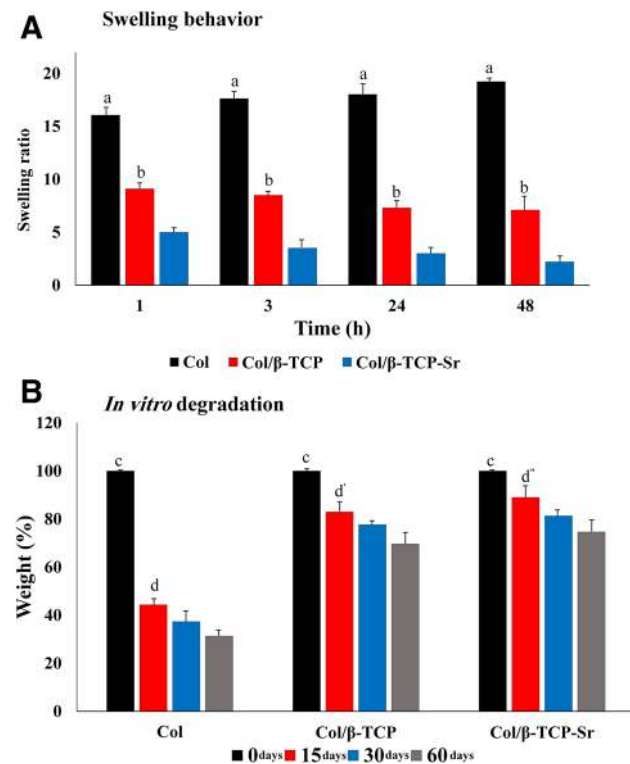 A Swelling behavior
20
15
10
5
0
Swelling ratio
a a a a
b b b b
1 3 24 48
Time (h)
Col Col/β-TCP Col/β-TCP-Sr
B In vitro degradation
120
100
80
60
40
20
0
Weight (%)
c c c
d d' d"
Col Col/β-TCP Col/β-TCP-Sr
0days 15days 30days 60days